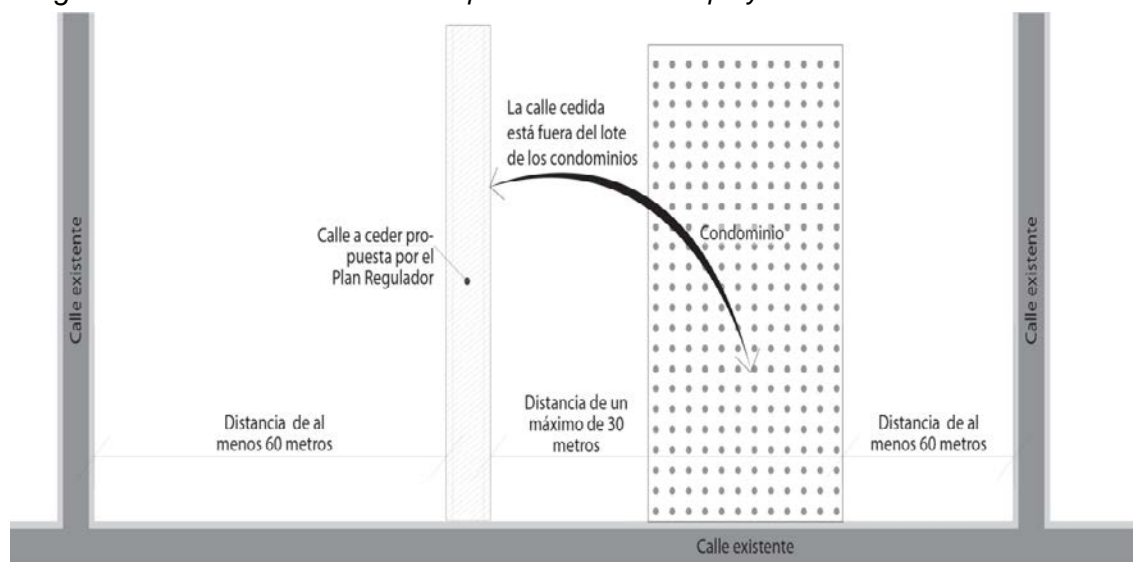 La calle cedida
está fuera del lote
de los condominios
Condominio
Calle a ceder pro-
puesta por el
Plan Regulador
Calle existente
Calle existente
Distancia de al
menos 60 metros
Distancia de un
máximo de 30
metros
Distancia de al
menos 60 metros
Calle existente